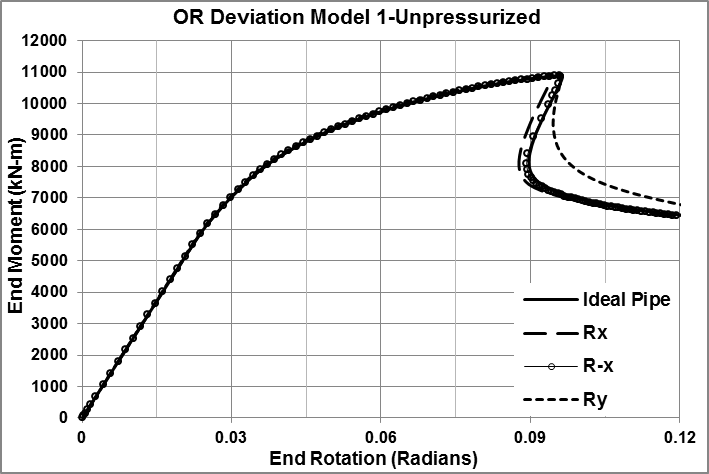 OR Deviation Model 1-Unpressurized
12000
11000
10000
9000
8000
7000
6000
5000
4000
3000
2000
1000
0
End Moment (kN-m)
Ideal Pipe
Rx
R-x
Ry
0 0.03 0.06 0.09 0.12
End Rotation (Radians)